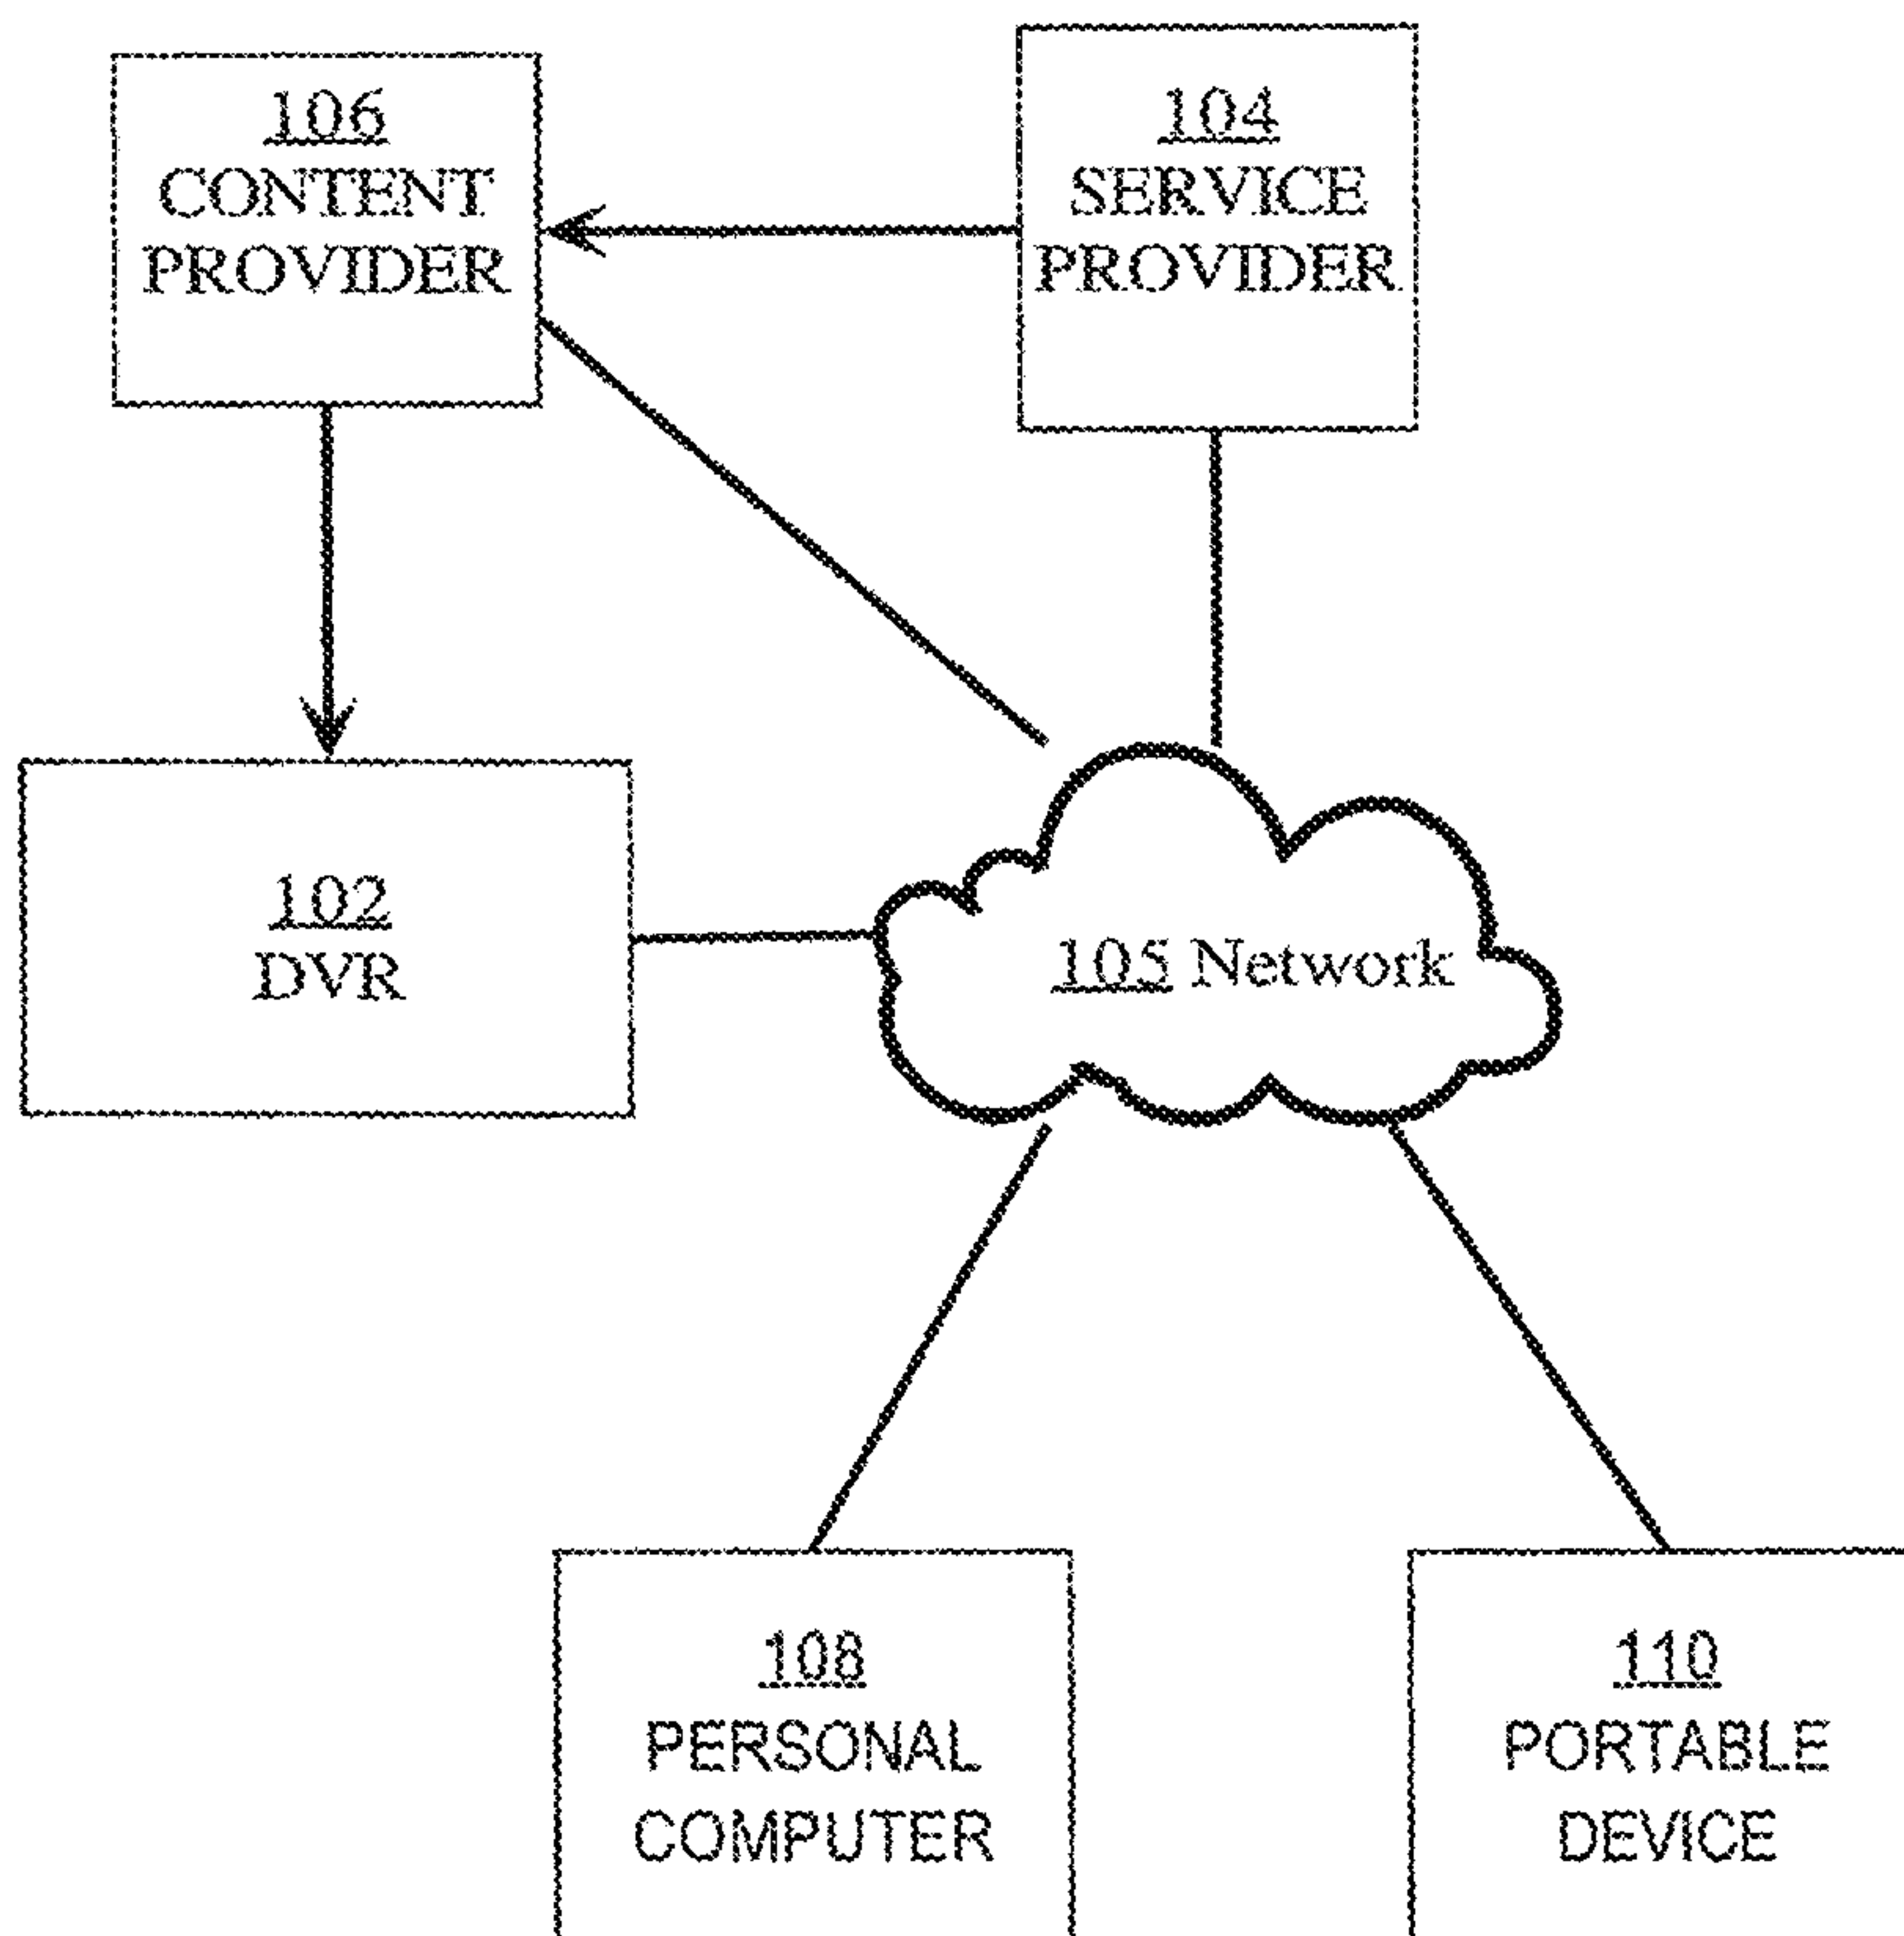 106
CONTENT
PROVIDER
104
SERVICE
PROVIDER
102
DVR
105 Network
108
PERSONAL
COMPUTER
110
PORTABLE
DEVICE